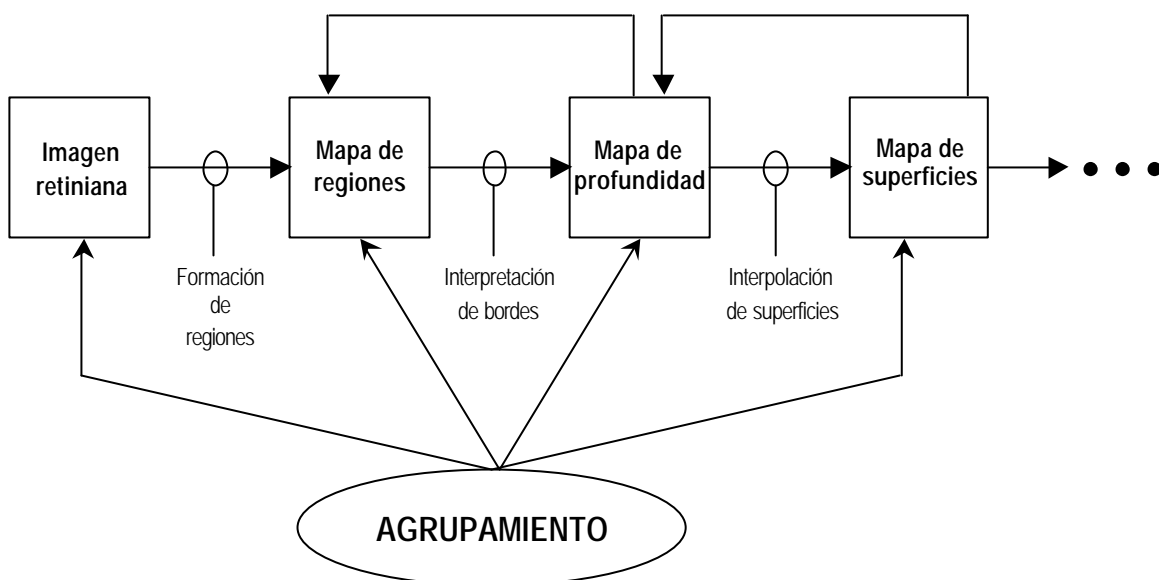 Imagen
retiniana
Mapa de
regiones
Mapa de
profundidad
Mapa de
superficies
Formación
de
regiones
Interpretación
de bordes
Interpolación
de superficies
AGRUPAMIENTO